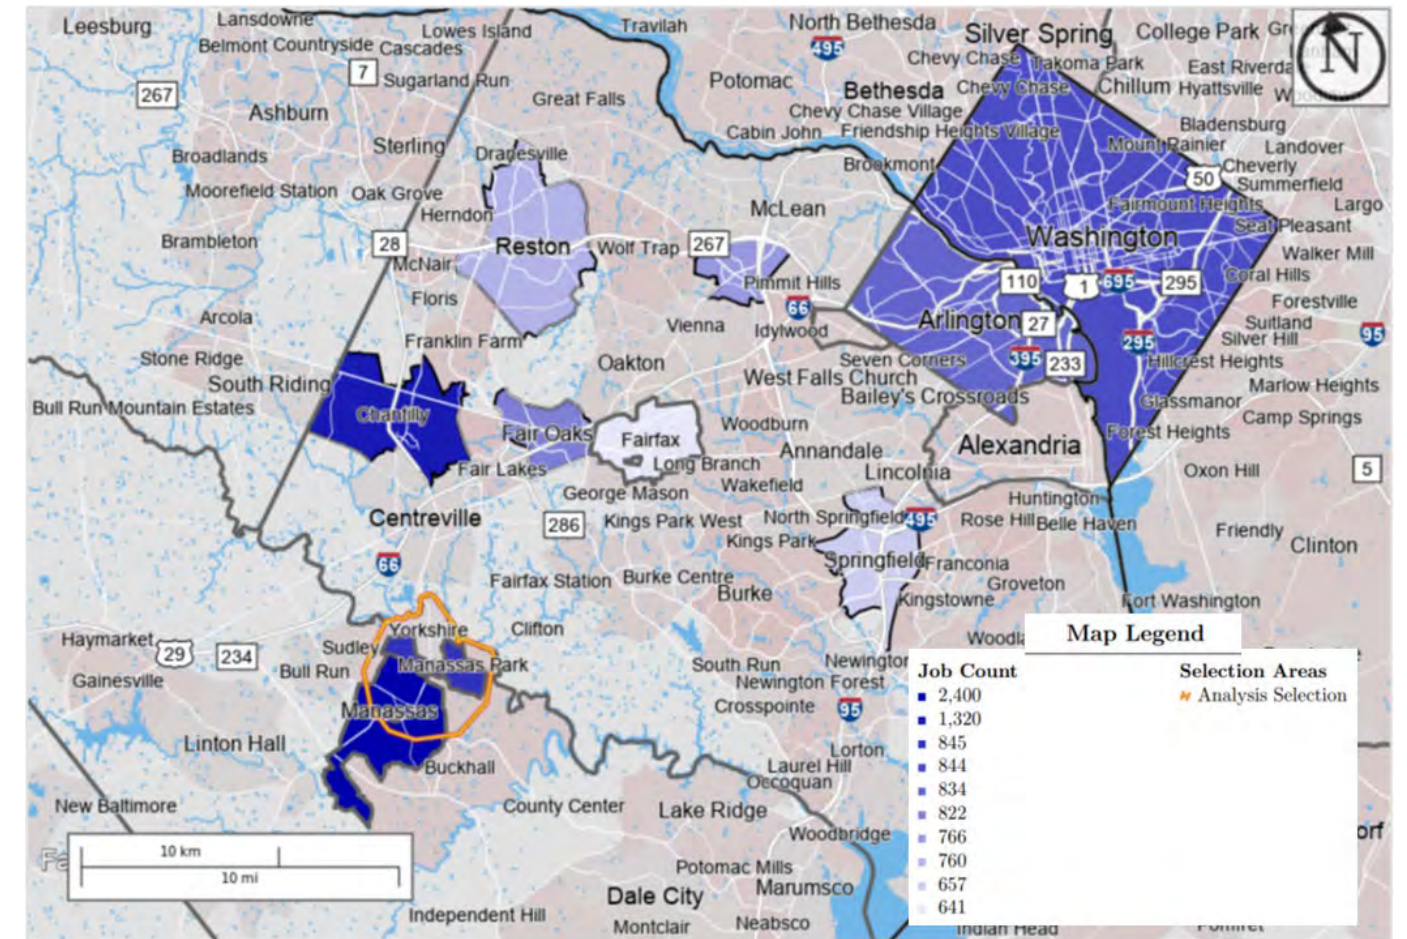 Leesburg
Lansdowne
Lowes Island
Travilah
North Bethesda
495
Silver Spring
College Park
N
Belmont Countryside
Cascades
7
Sugarland Run
Potomac
Chevy Chase
Takoma Park
East Riverda
267
Ashburn
Great Falls
Bethesda
Chevy Chase
Chillum
Hyattsville
Chevy Chase Village
Bladensburg
Broadlands
Sterling
Dranesville
Cabin John
Friendship Heights Village
Mount Rainier
Landover
Brookmont
Cheverly
50
Summerfield
Moorefield Station
Oak Grove
Herndon
McLean
Fairmount Heights
Largo
Seat Pleasant
Brambleton
28
Reston
Wolf Trap
267
Washington
Walker Mill
McNair
Pimmit Hills
110
1
695
295
Coral Hills
Floris
66
Forestville
Arcola
Vienna
Idylwood
Arlington
27
Suitland
95
Franklin Farm
295
Silver Hill
Stone Ridge
Oakton
Seven Corners
395
233
Hillcrest Heights
South Riding
West Falls Church
Marlow Heights
Bailey's Crossroads
Glassmanor
Bull Run Mountain Estates
Chantilly
Woodburn
Camp Springs
Fair Oaks
Fairfax
Alexandria
Forest Heights
Annandale
Fair Lakes
Long Branch
Lincolnia
Oxon Hill
5
George Mason
Wakefield
Huntington
Centreville
286
Kings Park West
North Springfield
495
Rose Hill
Belle Haven
Friendly
Kings Park
Clinton
66
Springfield
Franconia
Fairfax Station
Burke Centre
Groveton
Burke
Kingstowne
Fort Washington
Haymarket
29
234
Sudley
Yorkshire
Clifton
Woodla
Gainesville
Bull Run
Manassas Park
South Run
Newington
Newington Forest
Crosspointe
95
Manassas
Linton Hall
Lorton
Buckhall
Laurel Hill
Occoquan
New Baltimore
County Center
Lake Ridge
Woodbridge
orf
10 km
10 mi
Potomac Mills
Dale City
Marumsco
Independent Hill
Montclair
Neabsco
Indian Head
Pomfret
Map Legend
Job Count
2,400
1,320
845
844
834
822
766
760
657
641
Selection Areas
Analysis Selection